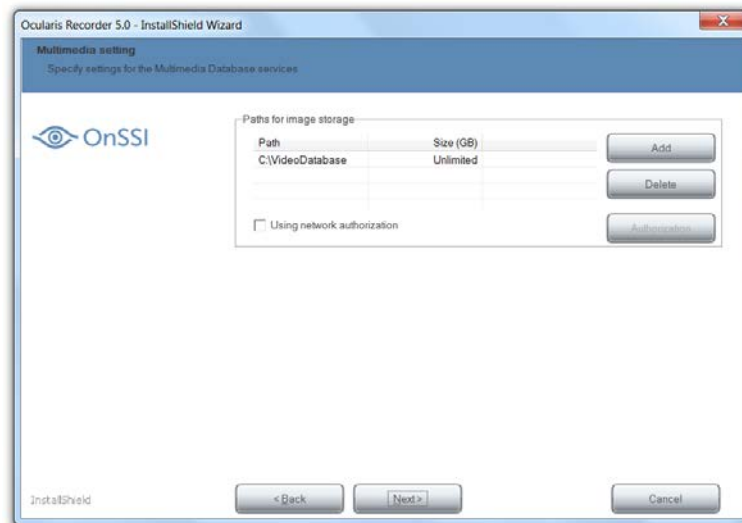 Ocularis Recorder 5.0 - InstallShield Wizard
X
Multimedia setting
Specify settings for the Multimedia Database services
OnSSI
Paths for image storage
Path Size (GB)
C:\VideoDatabase Unlimited
Add
Delete
Using network authorization
Authorization
InstallShield
< Back
Next >
Cancel